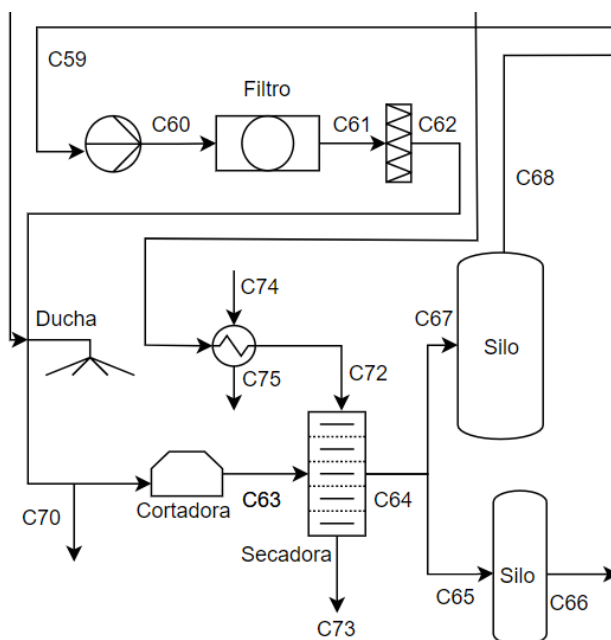 C59
Filtro
C60
C61
C62
C68
C74
Ducha
C67
Silo
C75
C72
C63
C64
C70
Cortadora
Secadora
Silo
C65
C66
C73